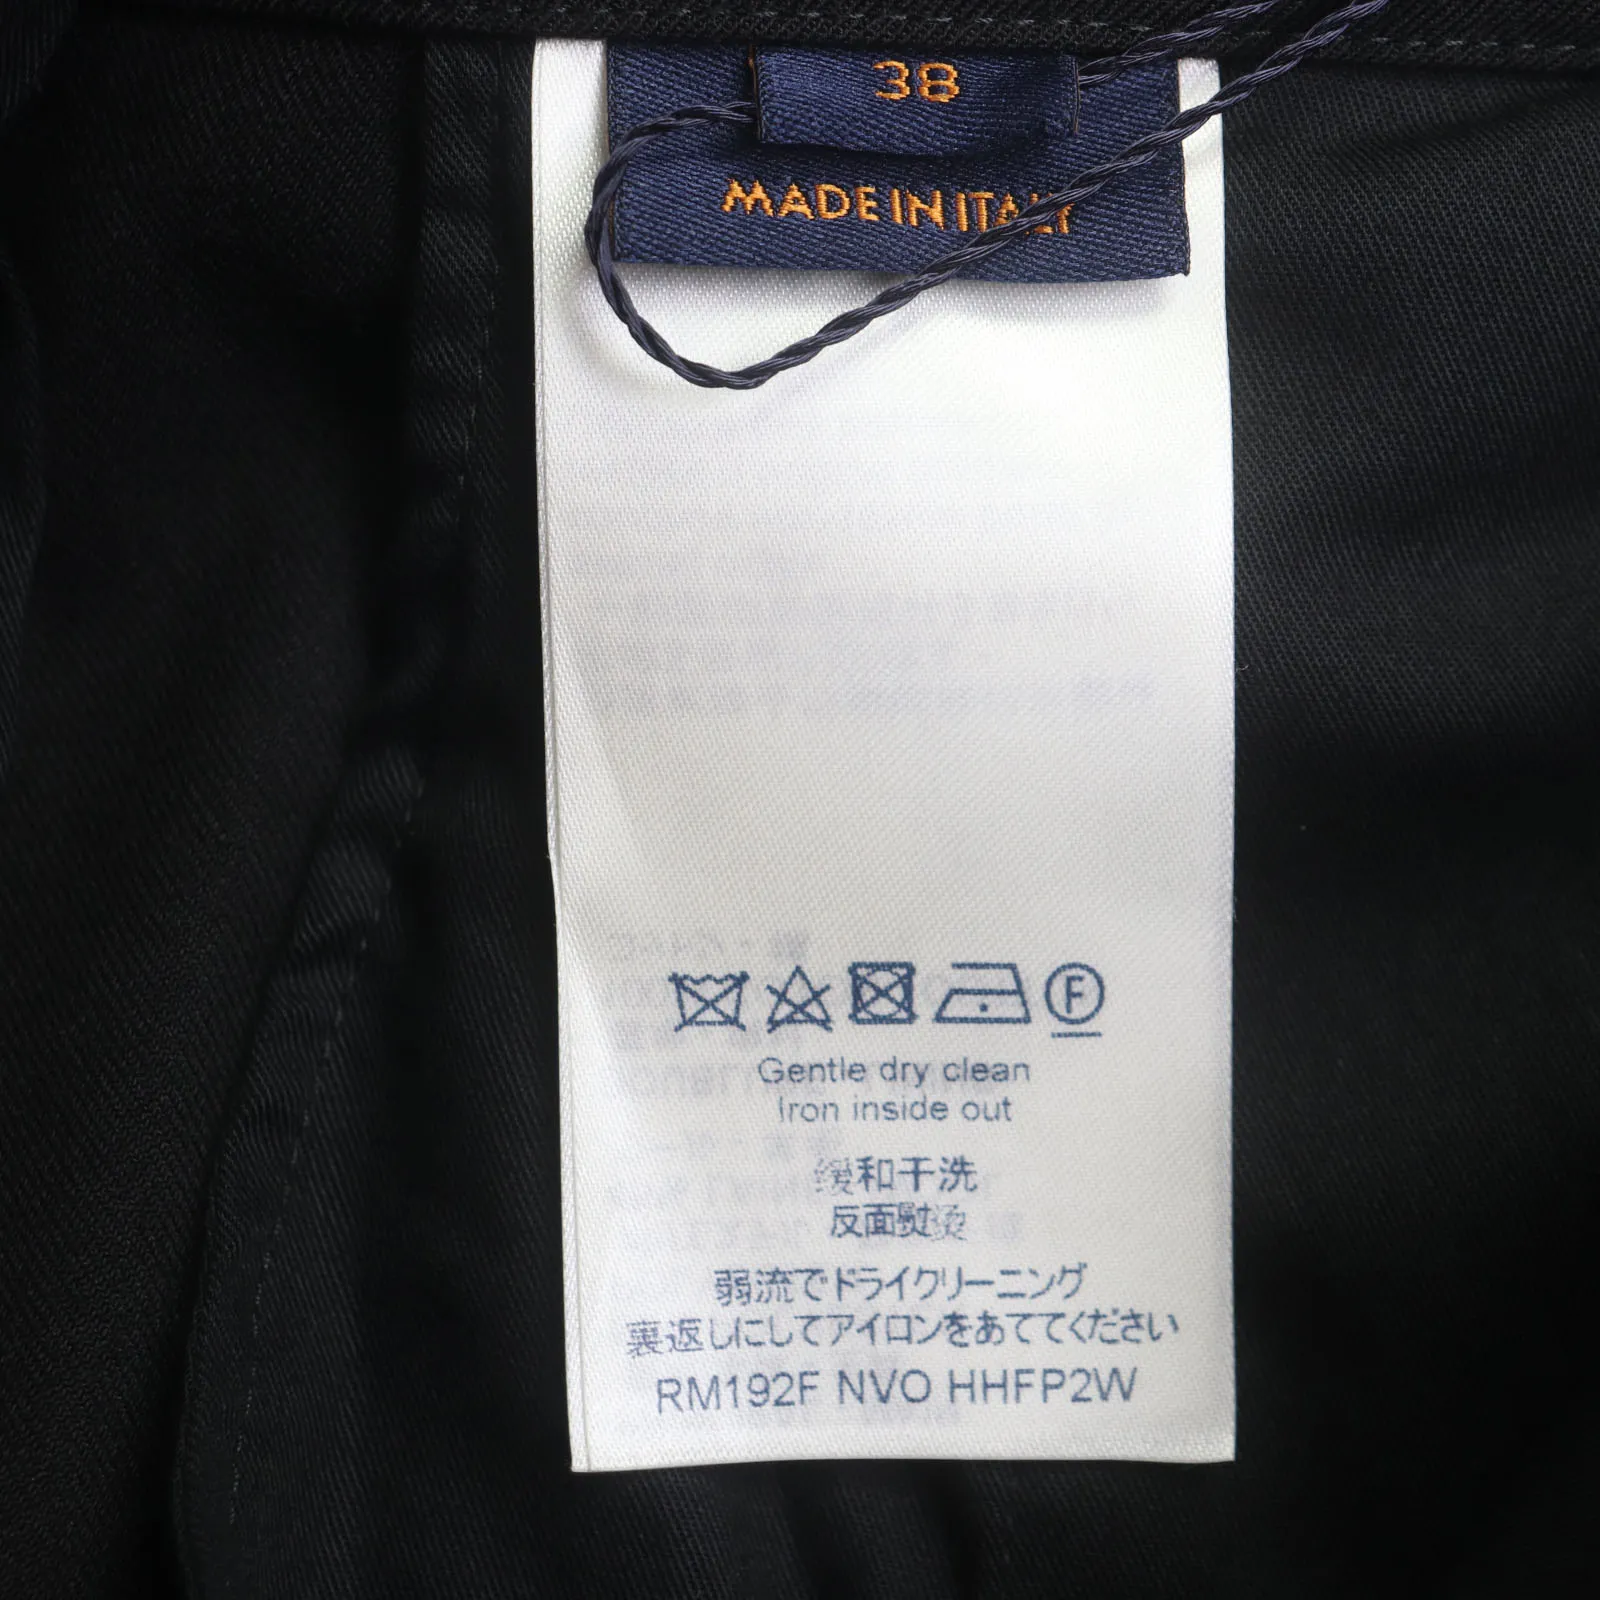 38
MADE IN ITALY
F
Gentle dry clean
Iron inside out
缓和干洗
反面熨烫
弱流でドライクリーニング
裏返しにしてアイロンをあててください
RM192F NVO HHFP2W